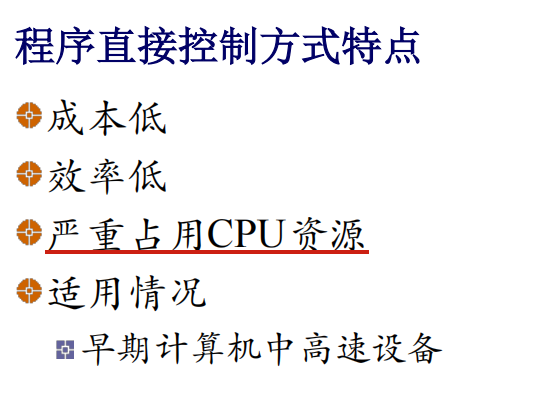 程序直接控制方式特点
成本低
效率低
严重占用CPU资源
适用情况
早期计算机中高速设备